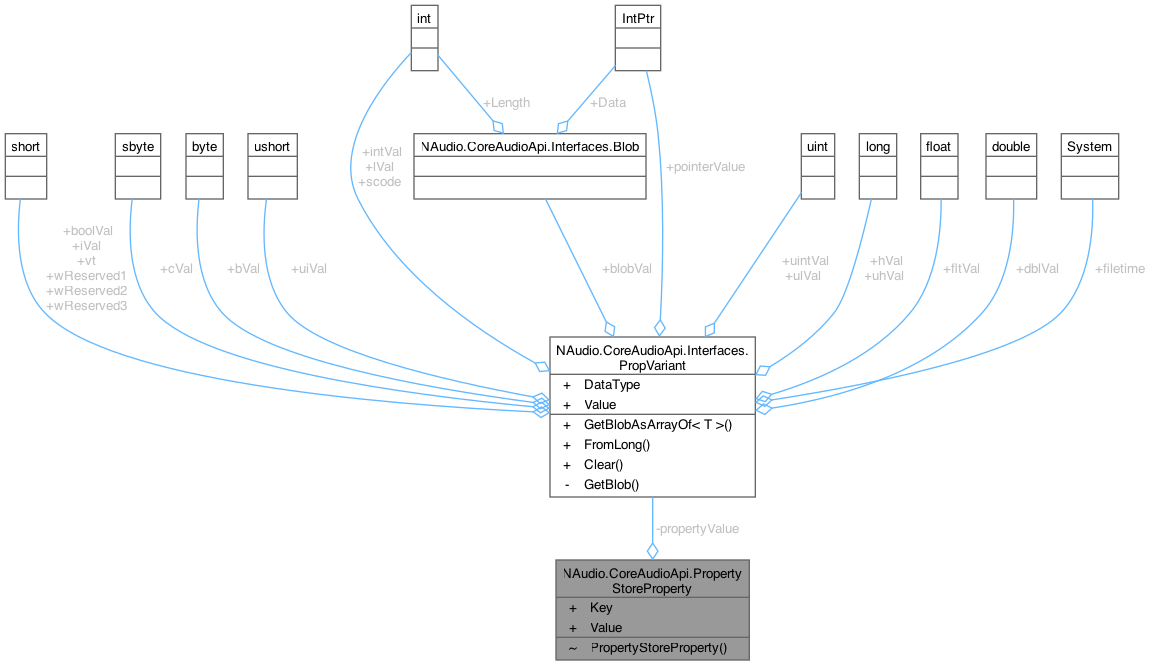 int
IntPtr
+Length
+Data
short
sbyte
byte
ushort
+intVal
+lVal
+scode
NAudio.CoreAudioApi.Interfaces.Blob
+pointerValue
uint
long
float
double
System
+boolVal
+iVal
+vt
+wReserved1
+wReserved2
+wReserved3
+cVal
+bVal
+uiVal
+blobVal
+uintVal
+ulVal
+hVal
+uhVal
+fltVal
+dblVal
+filetime
NAudio.CoreAudioApi.Interfaces.
PropVariant
+ DataType
+ Value
+ GetBlobAsArrayOf< T >()
+ FromLong()
+ Clear()
- GetBlob()
-propertyValue
NAudio.CoreAudioApi.Property
StoreProperty
+ Key
+ Value
~ PropertyStoreProperty()